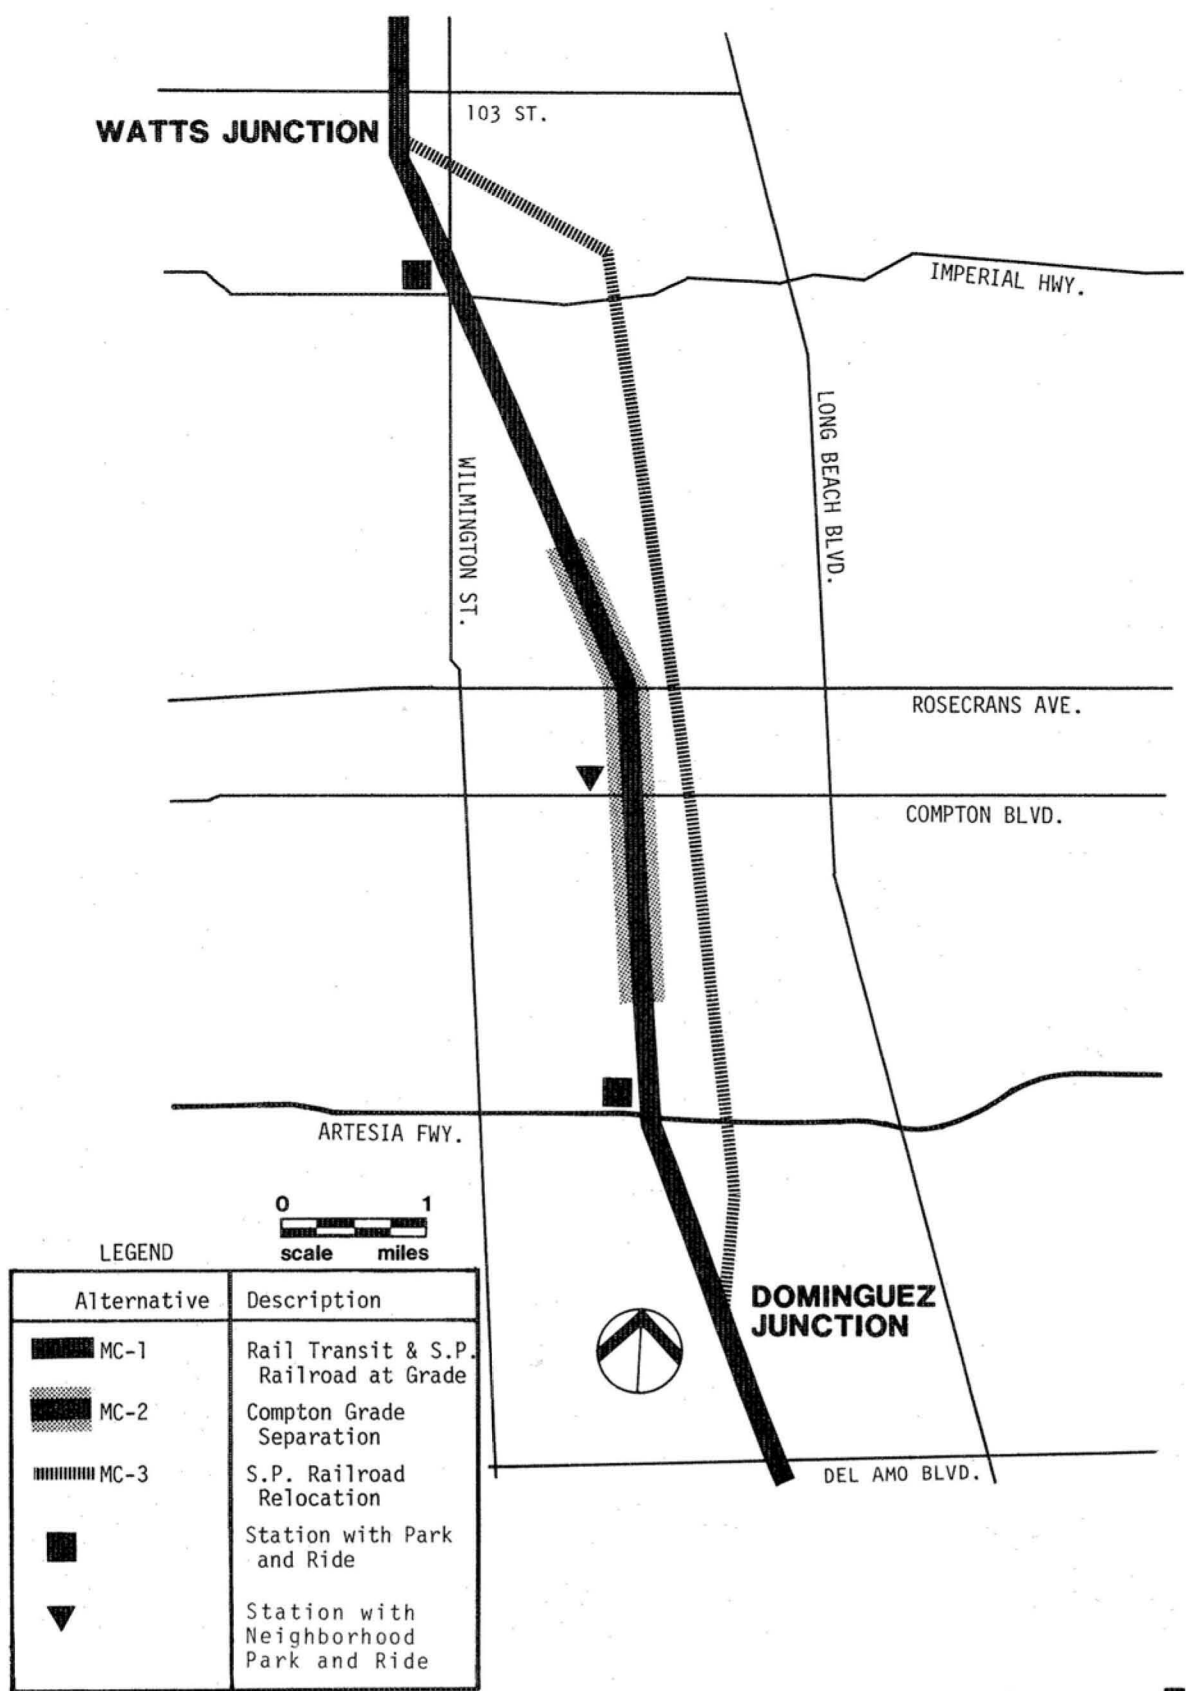 103 ST.
WATTS JUNCTION
IMPERIAL HWY.
LONG BEACH BLVD.
WILMINGTON ST.
ROSECRANS AVE.
COMPTON BLVD.
ARTESIA FWY.
0 1
scale miles
DOMINGUEZ
JUNCTION
DEL AMO BLVD.
LEGEND
Alternative Description
MC-1 Rail Transit & S.P.
Railroad at Grade
MC-2 Compton Grade
Separation
MC-3 S.P. Railroad
Relocation
Station with Park
and Ride
Station with
Neighborhood
Park and Ride